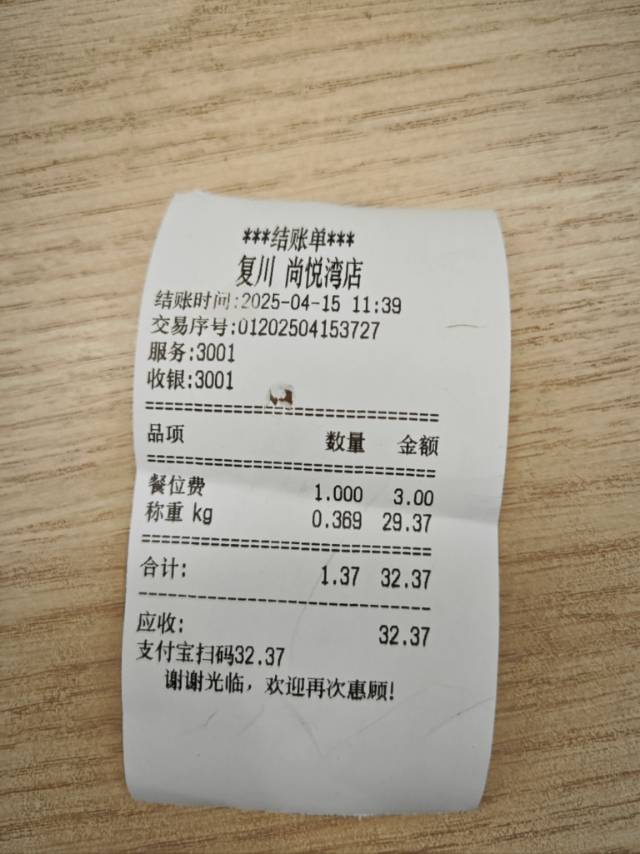 ***结账单***
复川 尚悦湾店
结账时间:2025-04-15 11:39
交易序号:01202504153727
服务:3001
收银:3001
==============================
品项 数量 金额
==============================
餐位费 1.000 3.00
称重 kg 0.369 29.37
==============================
合计: 1.37 32.37
------------------------------
应收: 32.37
支付宝扫码32.37
谢谢光临，欢迎再次惠顾!